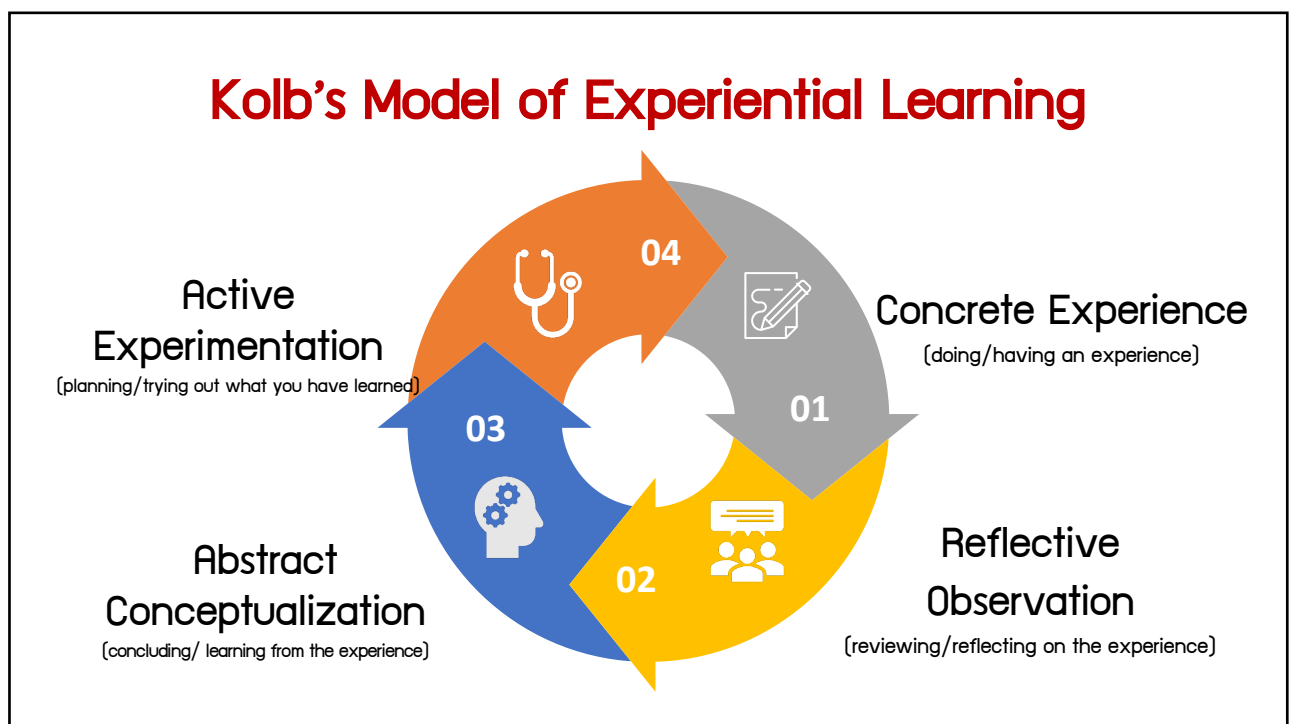 Kolb's Model of Experiential Learning
04
Active
Experimentation
(planning/trying out what you have learned)
Concrete Experience
(doing/having an experience)
01
03
02
Abstract
Conceptualization
(concluding/ learning from the experience)
Reflective
Observation
(reviewing/reflecting on the experience)